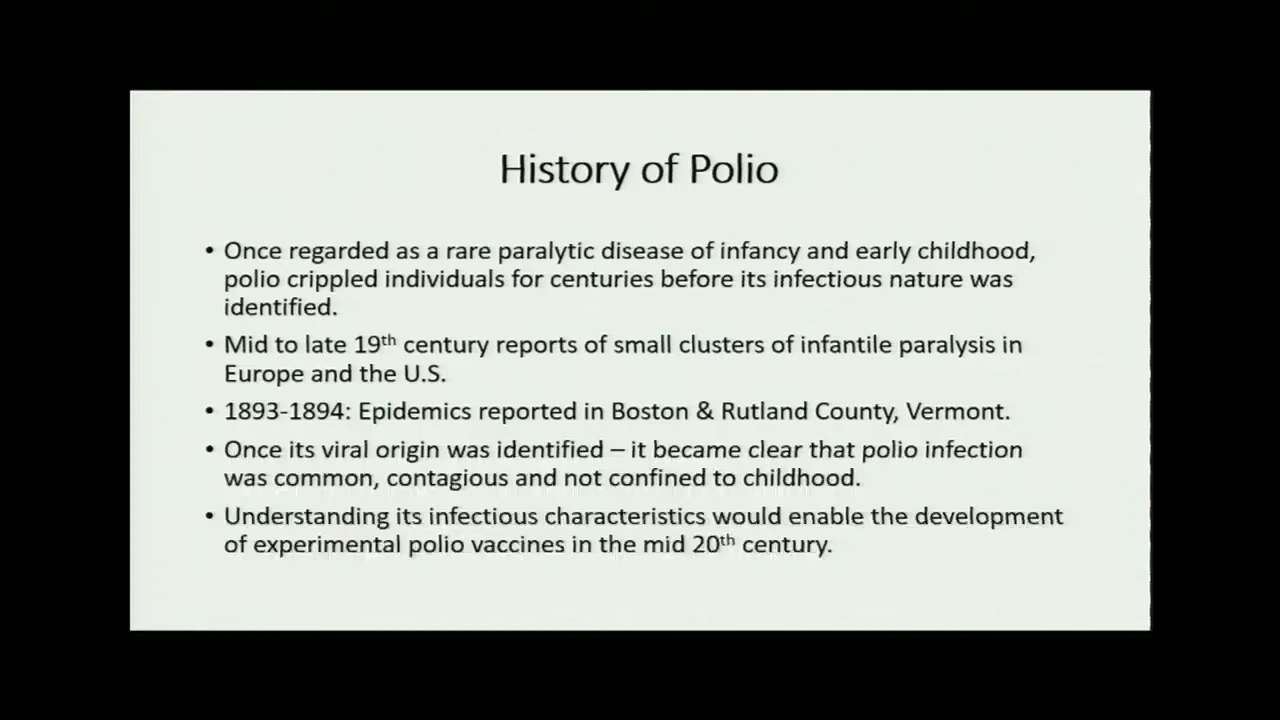 History of Polio
• Once regarded as a rare paralytic disease of infancy and early childhood,
polio crippled individuals for centuries before its infectious nature was
identified.
• Mid to late 19th century reports of small clusters of infantile paralysis in
Europe and the U.S.
• 1893-1894: Epidemics reported in Boston & Rutland County, Vermont.
• Once its viral origin was identified – it became clear that polio infection
was common, contagious and not confined to childhood.
• Understanding its infectious characteristics would enable the development
of experimental polio vaccines in the mid 20th century.